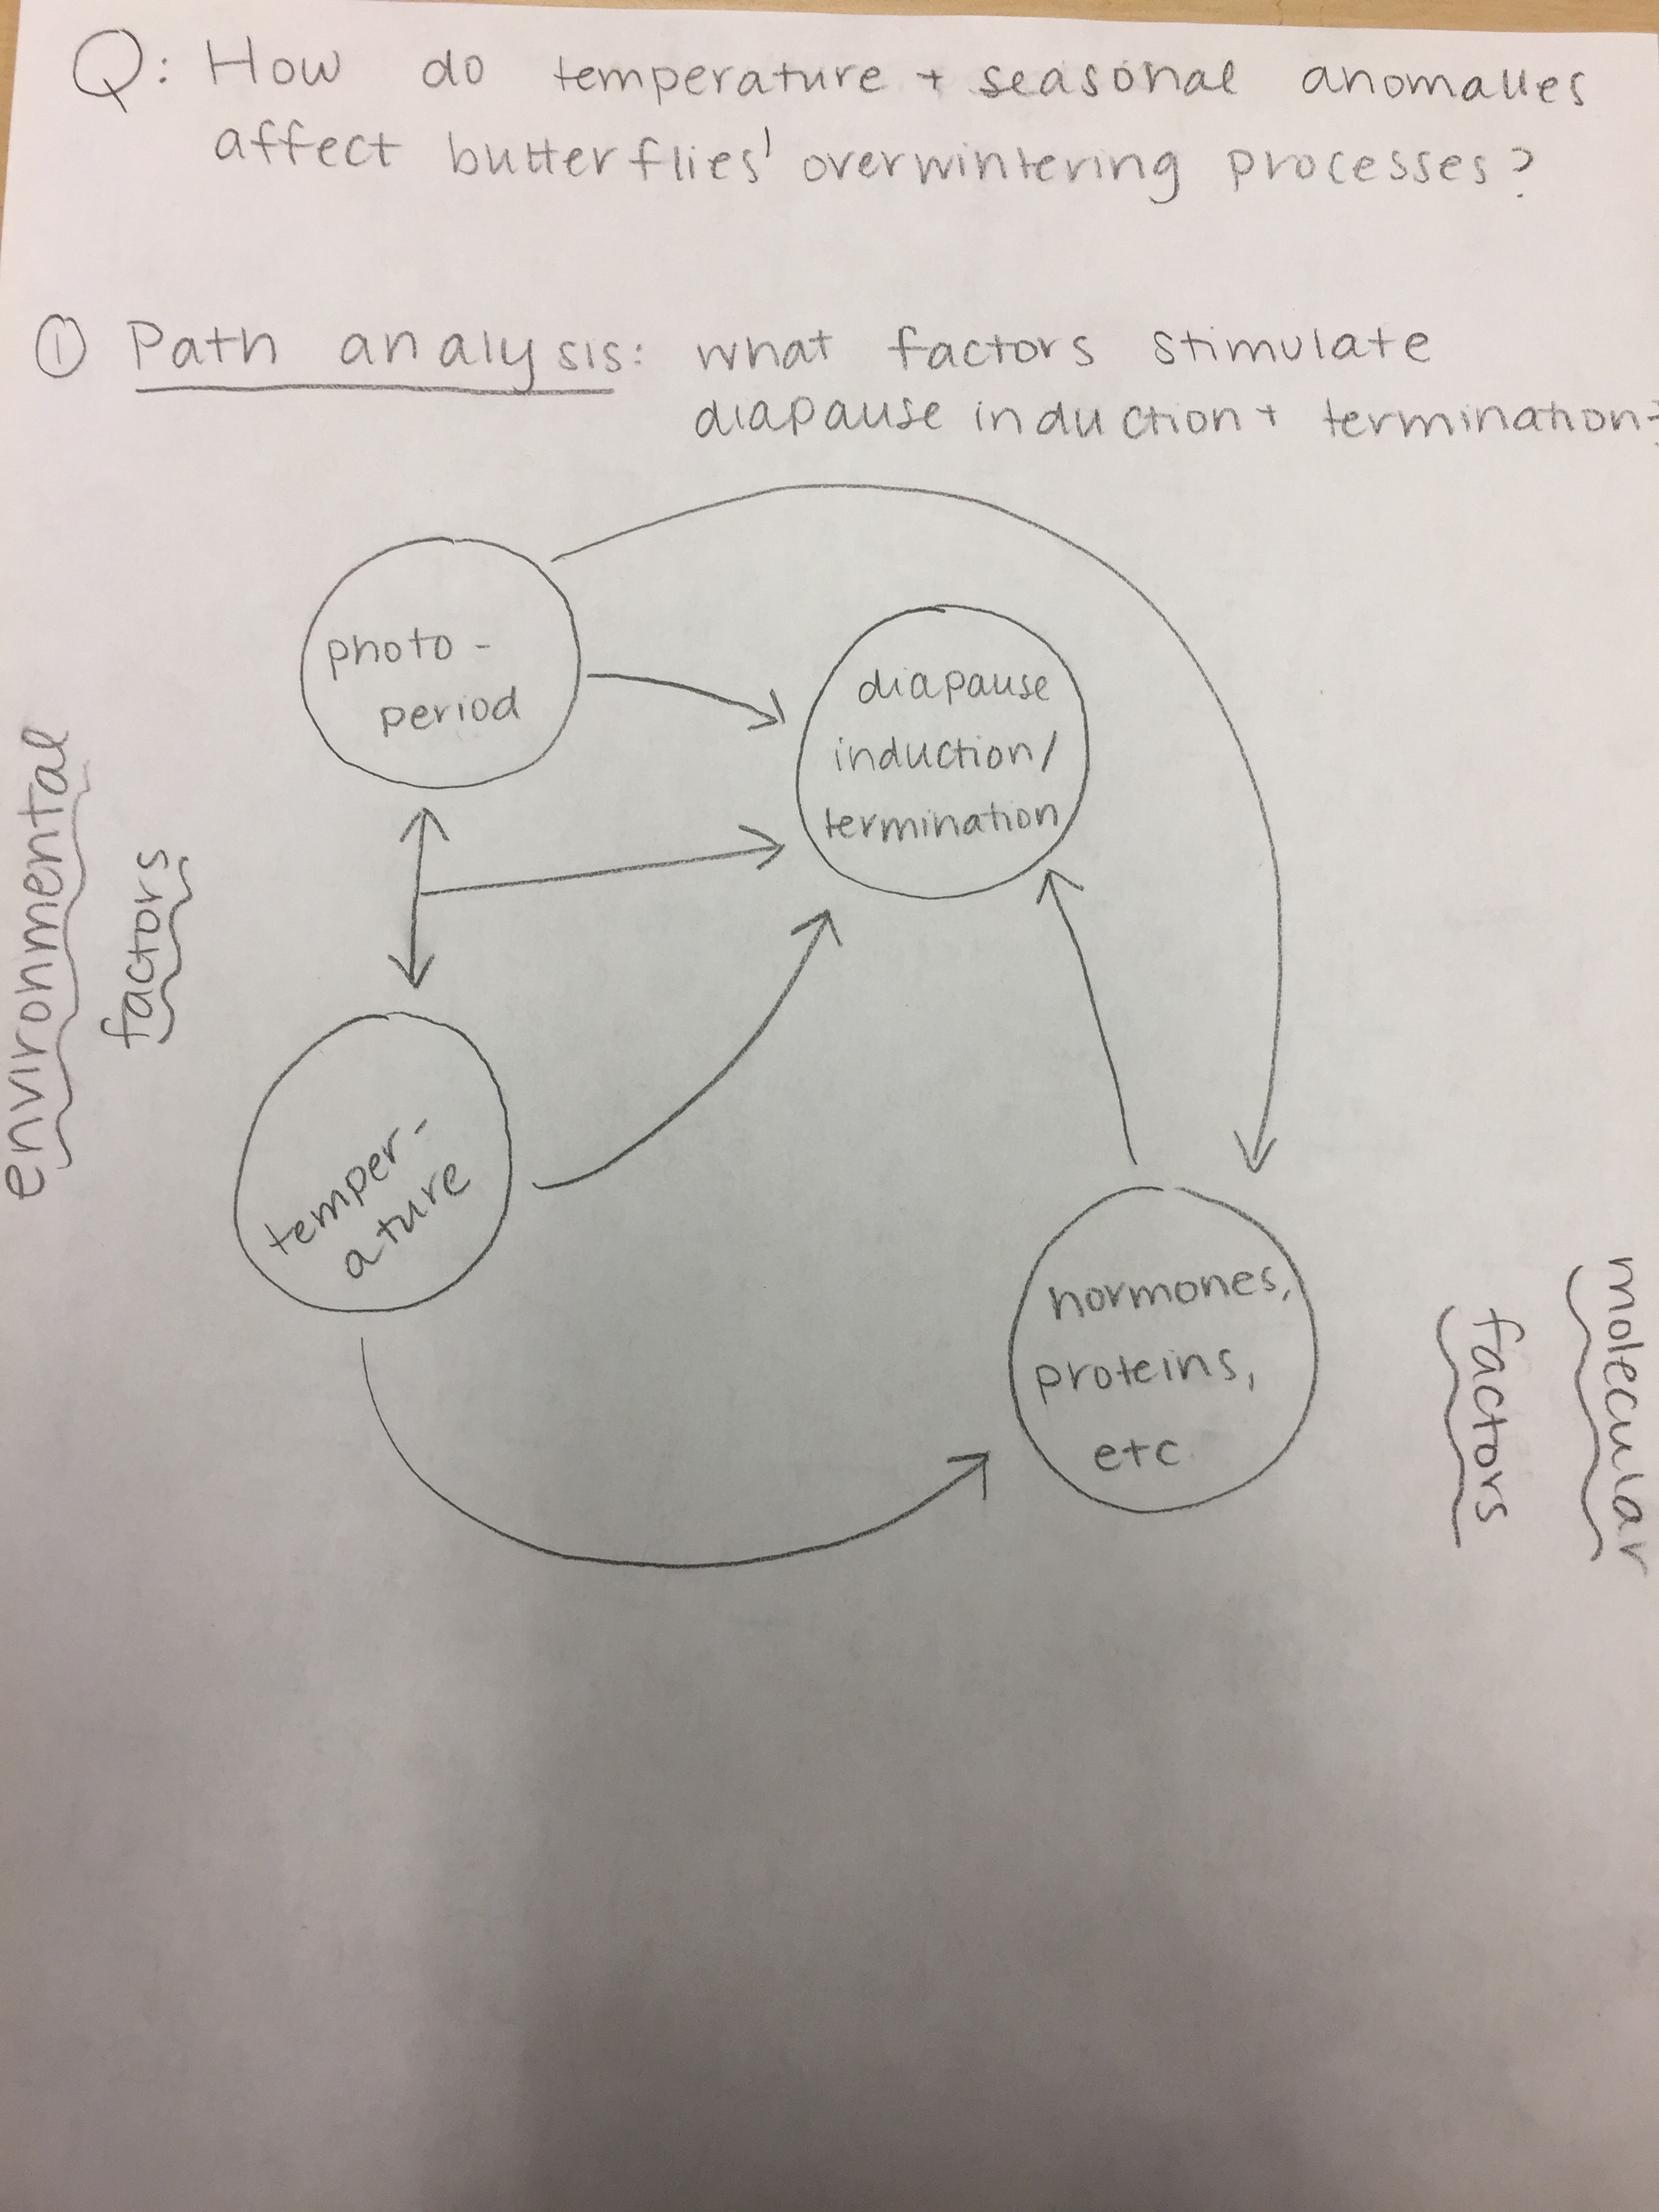 Q: How do temperature + seasonal anomalies
affect butterflies' overwintering processes?
① Path analysis: what factors stimulate
diapause induction + termination?
photo-
period
diapause
induction/
termination
environmental
factors
temper-
ature
hormones,
proteins,
etc.
molecular
factors